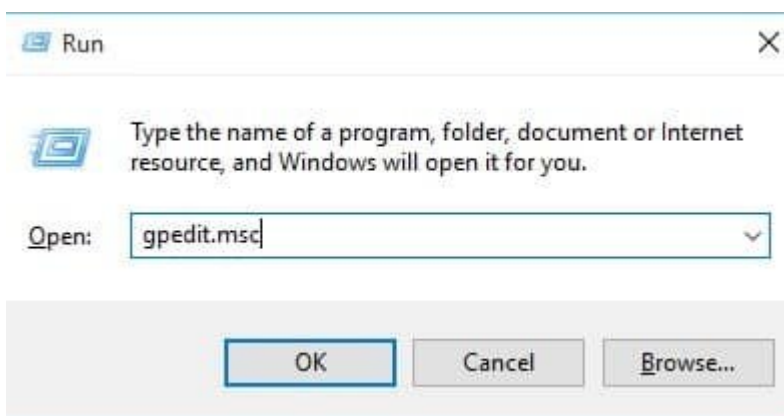 Run
Type the name of a program, folder, document or Internet
resource, and Windows will open it for you.
Open: gpedit.msc
OK Cancel Browse...